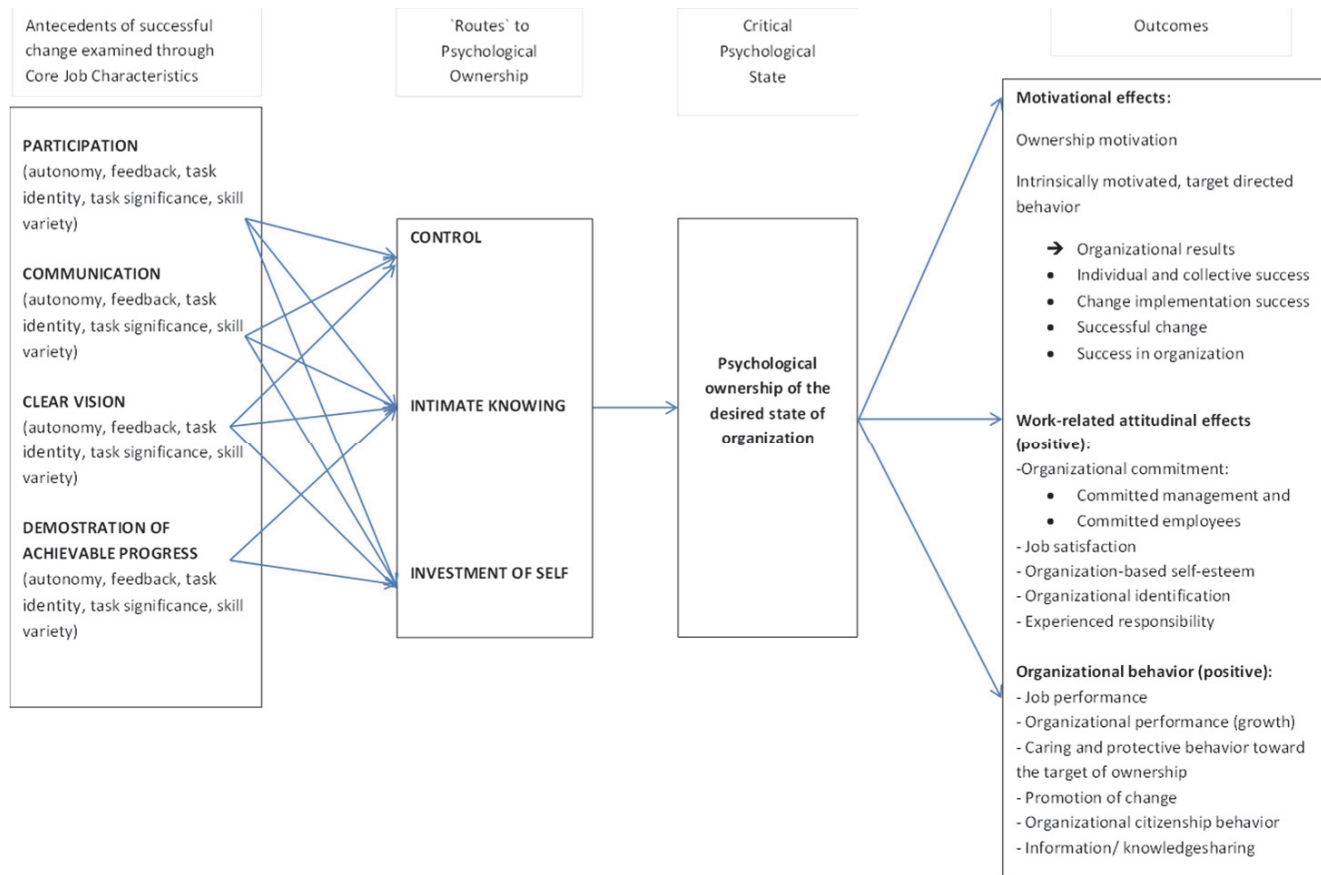 Antecedents of successful
change examined through
Core Job Characteristics
`Routes` to
Psychological
Ownership
Critical
Psychological
State
Outcomes
PARTICIPATION
(autonomy, feedback, task
identity, task significance, skill
variety)
COMMUNICATION
(autonomy, feedback, task
identity, task significance, skill
variety)
CLEAR VISION
(autonomy, feedback, task
identity, task significance, skill
variety)
DEMOSTRATION OF
ACHIEVABLE PROGRESS
(autonomy, feedback, task
identity, task significance, skill
variety)
CONTROL
INTIMATE KNOWING
INVESTMENT OF SELF
Psychological
ownership of the
desired state of
organization
Motivational effects:
Ownership motivation
Intrinsically motivated, target directed
behavior
➔ Organizational results
• Individual and collective success
• Change implementation success
• Successful change
• Success in organization
Work-related attitudinal effects
(positive):
-Organizational commitment:
• Committed management and
• Committed employees
- Job satisfaction
- Organization-based self-esteem
- Organizational identification
- Experienced responsibility
Organizational behavior (positive):
- Job performance
- Organizational performance (growth)
- Caring and protective behavior toward
the target of ownership
- Promotion of change
- Organizational citizenship behavior
- Information/ knowledgesharing